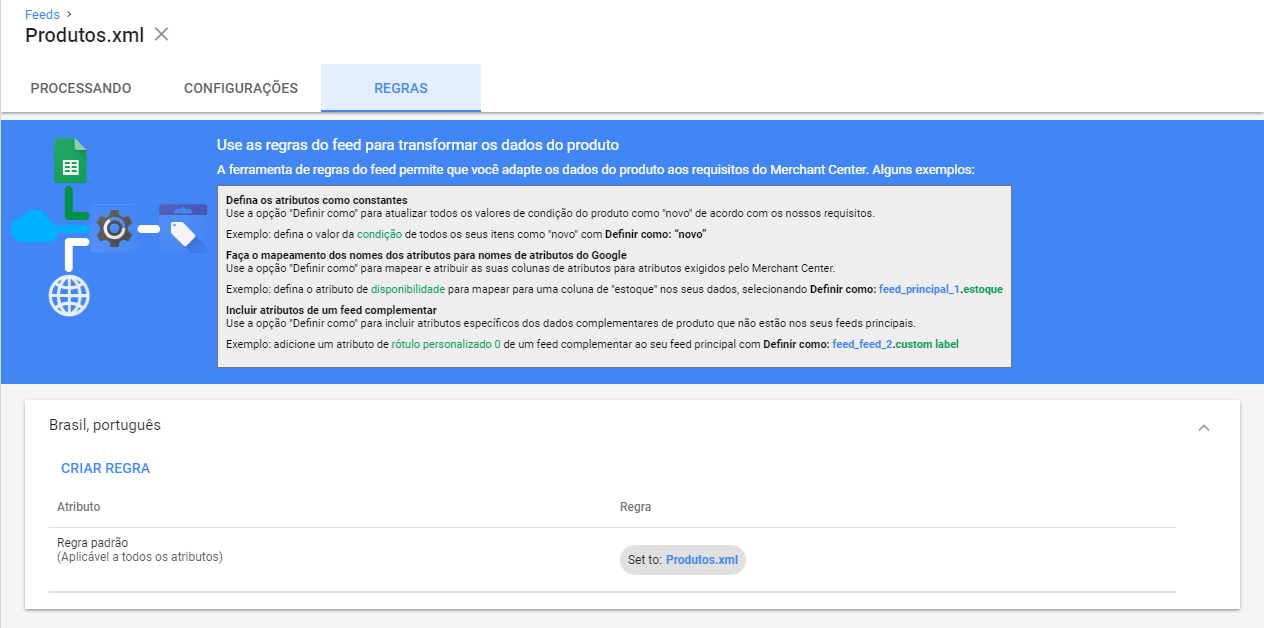 Feeds >
Produtos.xml
PROCESSANDO CONFIGURAÇÕES REGRAS
Use as regras do feed para transformar os dados do produto
A ferramenta de regras do feed permite que você adapte os dados do produto aos requisitos do Merchant Center. Alguns exemplos:
Defina os atributos como constantes
Use a opção "Definir como" para atualizar todos os valores de condição do produto como "novo" de acordo com os nossos requisitos.
Exemplo: defina o valor da condição de todos os seus itens como "novo" com Definir como: “novo”
Faça o mapeamento dos nomes dos atributos para nomes de atributos do Google
Use a opção "Definir como" para mapear e atribuir as suas colunas de atributos para atributos exigidos pelo Merchant Center.
Exemplo: defina o atributo de disponibilidade para mapear para uma coluna de "estoque" nos seus dados, selecionando Definir como: feed_principal_1.estoque
Incluir atributos de um feed complementar
Use a opção "Definir como" para incluir atributos específicos dos dados complementares de produto que não estão nos seus feeds principais.
Exemplo: adicione um atributo de rótulo personalizado 0 de um feed complementar ao seu feed principal com Definir como: feed_feed_2.custom label
Brasil, português
CRIAR REGRA
Atributo Regra
Regra padrão
(Aplicável a todos os atributos)
Set to: Produtos.xml